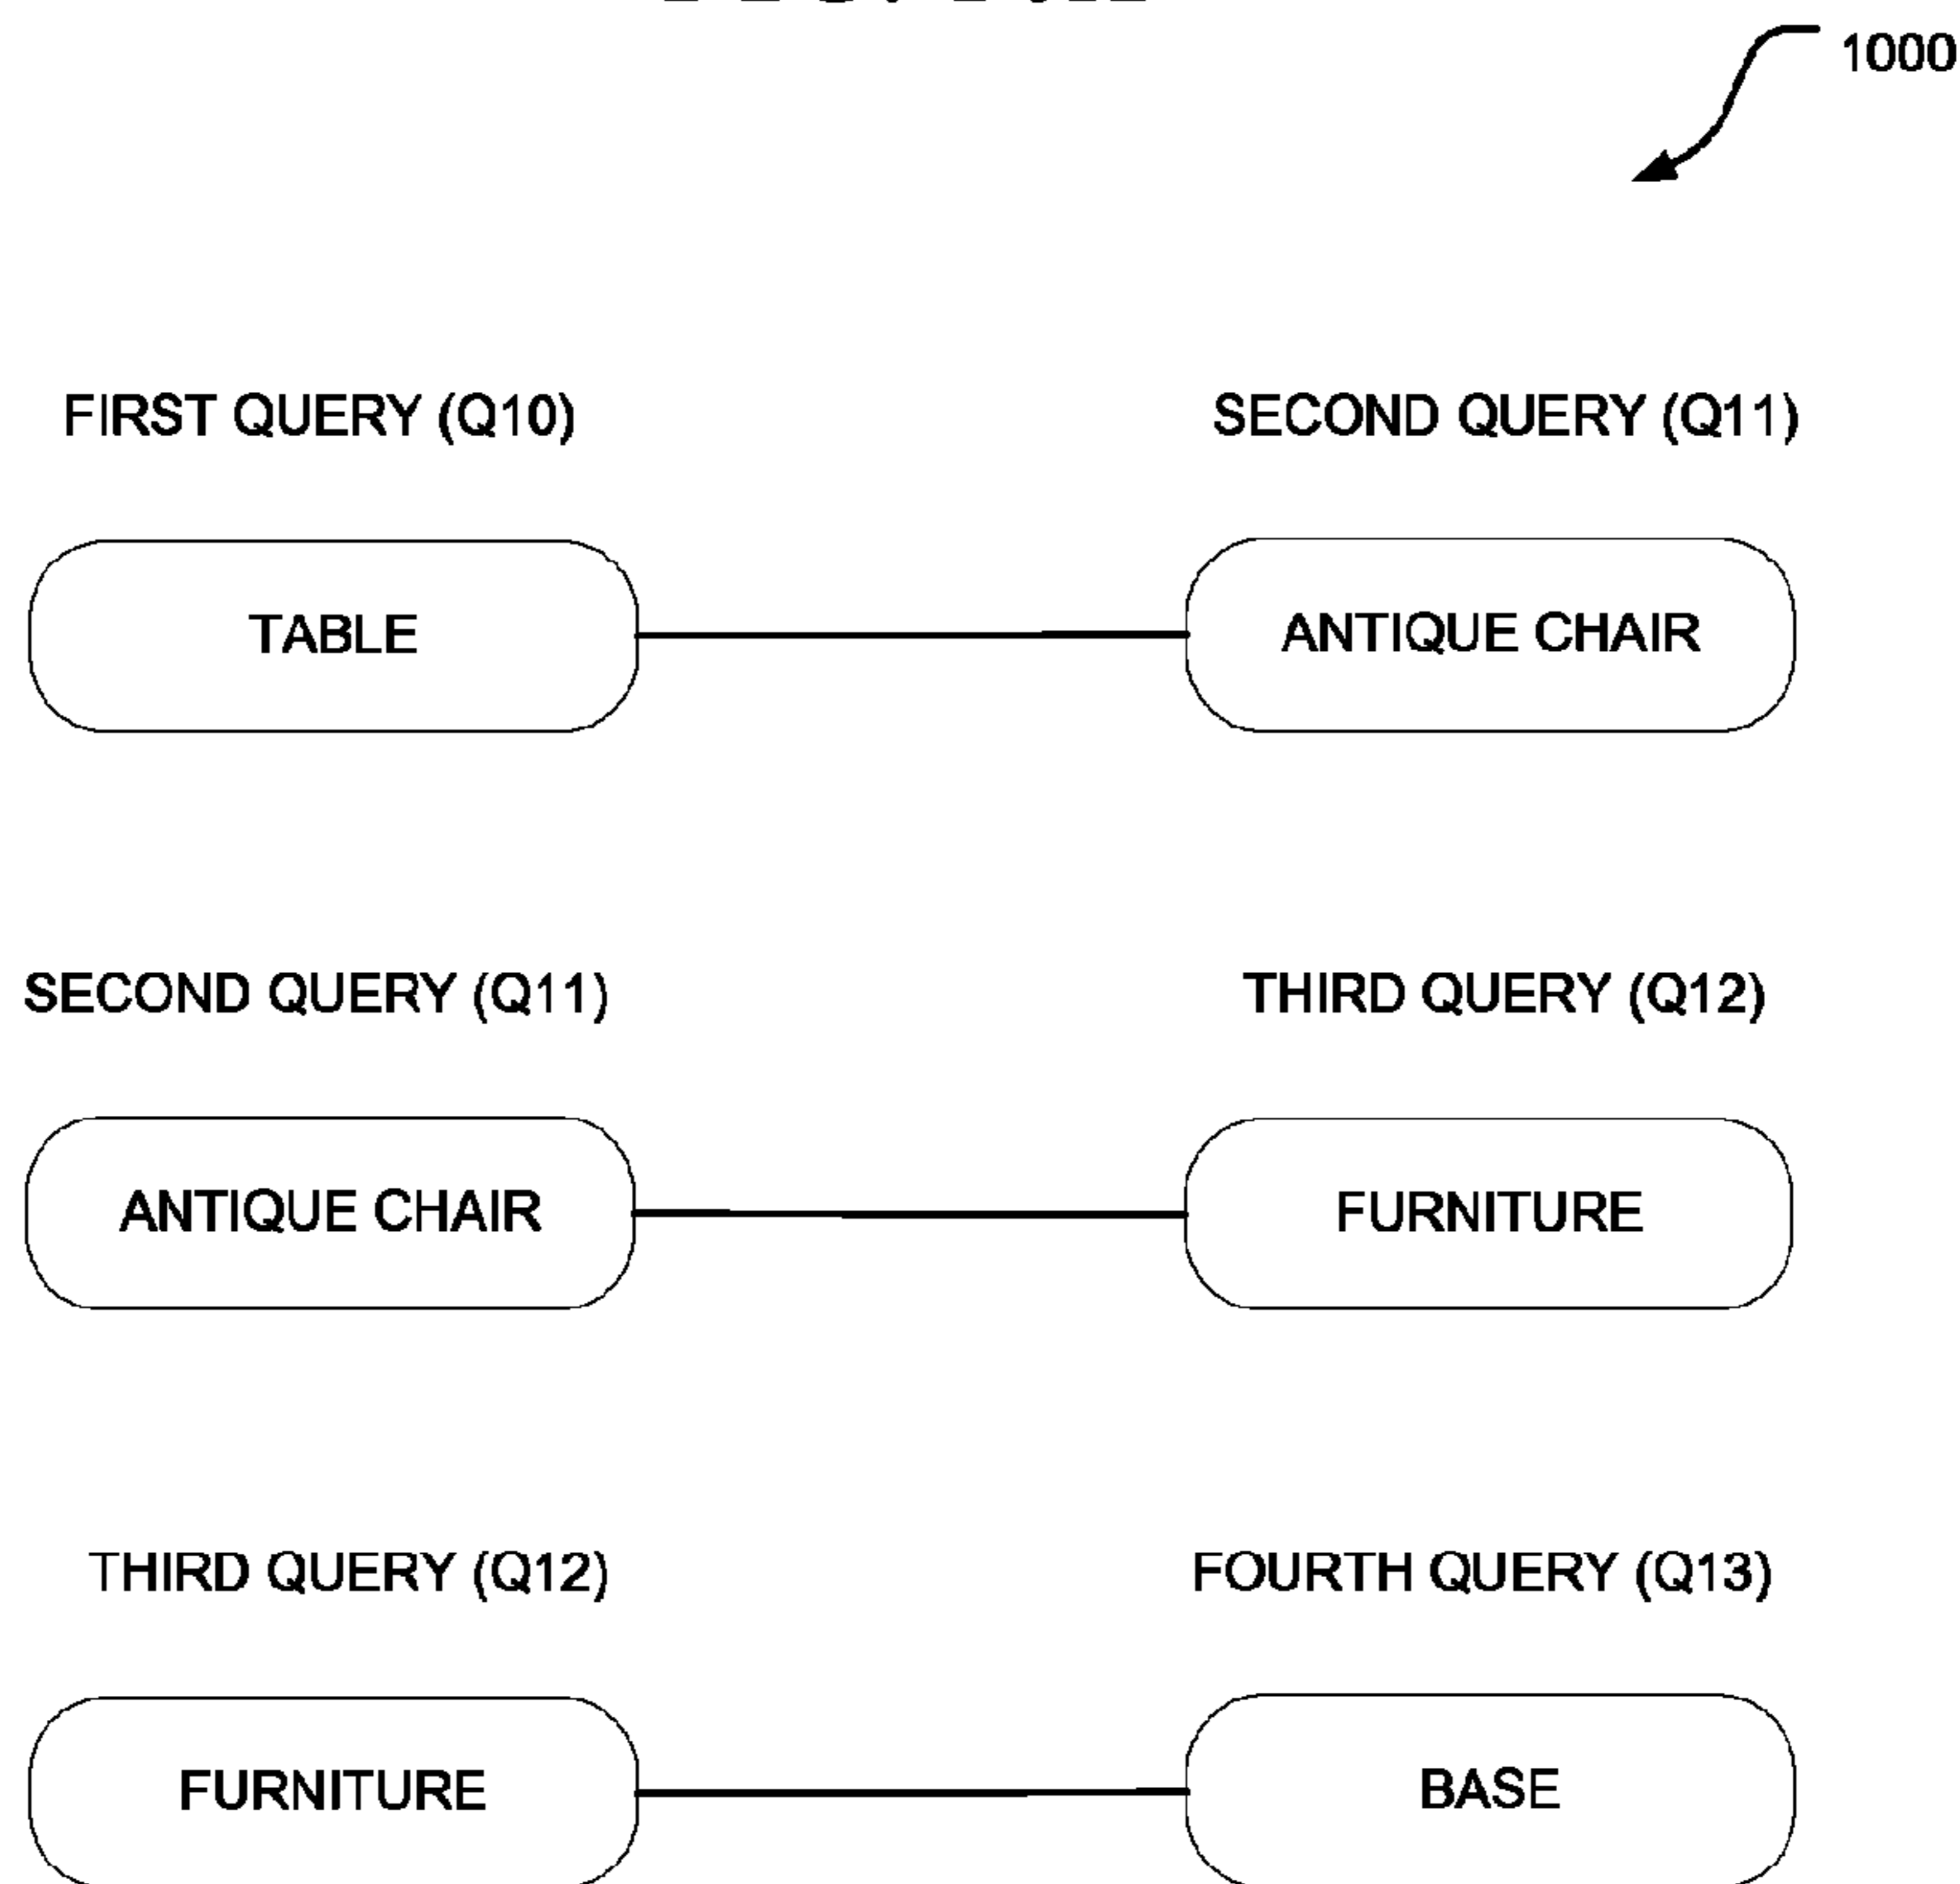 1000
FIRST QUERY (Q10)
SECOND QUERY (Q11)
TABLE
ANTIQUE CHAIR
SECOND QUERY (Q11)
THIRD QUERY (Q12)
ANTIQUE CHAIR
FURNITURE
THIRD QUERY (Q12)
FOURTH QUERY (Q13)
FURNITURE
BASE